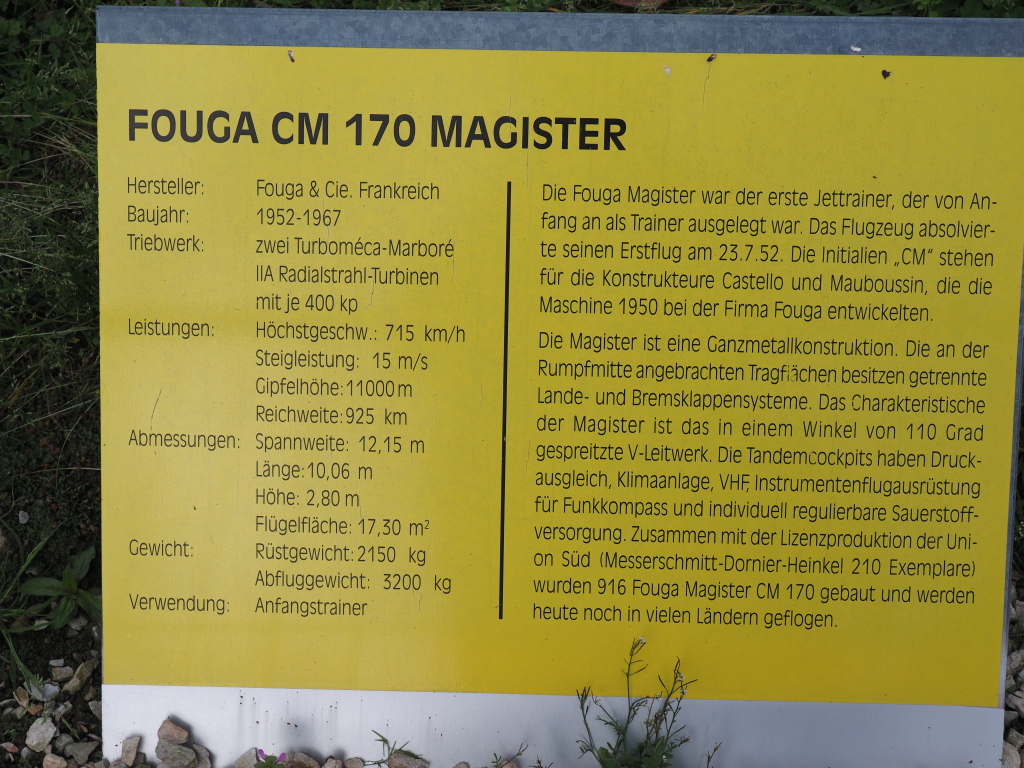 FOUGA CM 170 MAGISTER
Hersteller: Fouga & Cie. Frankreich
Baujahr: 1952-1967
Triebwerk: zwei Turboméca-Marboré
IIA Radialstrahl-Turbinen
mit je 400 kp
Leistungen: Höchstgeschw.: 715 km/h
Steigleistung: 15 m/s
Gipfelhöhe: 11000 m
Reichweite: 925 km
Abmessungen: Spannweite: 12,15 m
Länge: 10,06 m
Höhe: 2,80 m
Flügelfläche: 17,30 m²
Gewicht: Rüstgewicht: 2150 kg
Abfluggewicht: 3200 kg
Verwendung: Anfangstrainer
Die Fouga Magister war der erste Jettrainer, der von An-
fang an als Trainer ausgelegt war. Das Flugzeug absolvier-
te seinen Erstflug am 23.7.52. Die Initialien „CM“ stehen
für die Konstrukteure Castello und Mauboussin, die die
Maschine 1950 bei der Firma Fouga entwickelten.
Die Magister ist eine Ganzmetallkonstruktion. Die an der
Rumpfmitte angebrachten Tragflächen besitzen getrennte
Lande- und Bremsklappensysteme. Das Charakteristische
der Magister ist das in einem Winkel von 110 Grad
gespreitzte V-Leitwerk. Die Tandemcockpits haben Druck-
ausgleich, Klimaanlage, VHF, Instrumentenflugausrüstung
für Funkkompass und individuell regulierbare Sauerstoff-
versorgung. Zusammen mit der Lizenzproduktion der Uni-
on Süd (Messerschmitt-Dornier-Heinkel 210 Exemplare)
wurden 916 Fouga Magister CM 170 gebaut und werden
heute noch in vielen Ländern geflogen.